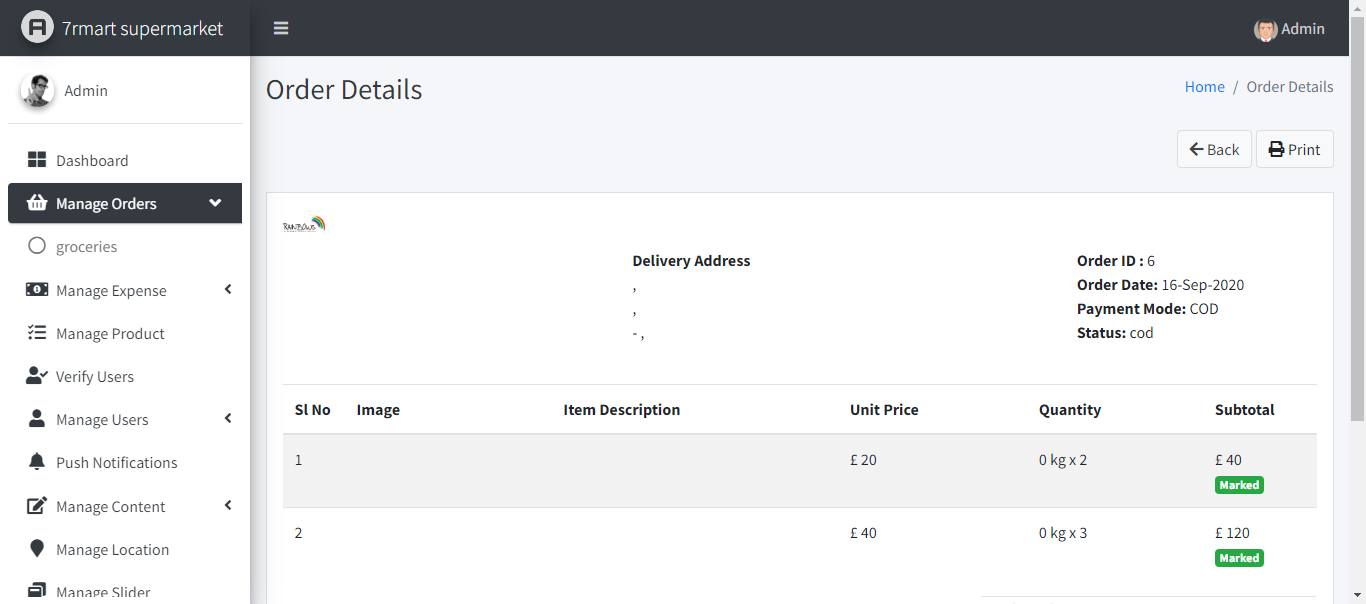 7rmart supermarket
Admin
Admin
Order Details
Home / Order Details
Dashboard
Manage Orders
groceries
Manage Expense
Manage Product
Verify Users
Manage Users
Push Notifications
Manage Content
Manage Location
Manage Slider
Back
Print
RAINBOWS
Delivery Address
,
,
- ,
Order ID : 6
Order Date: 16-Sep-2020
Payment Mode: COD
Status: cod
Sl No Image Item Description Unit Price Quantity Subtotal
1 £ 20 0 kg x 2 £ 40
Marked
2 £ 40 0 kg x 3 £ 120
Marked